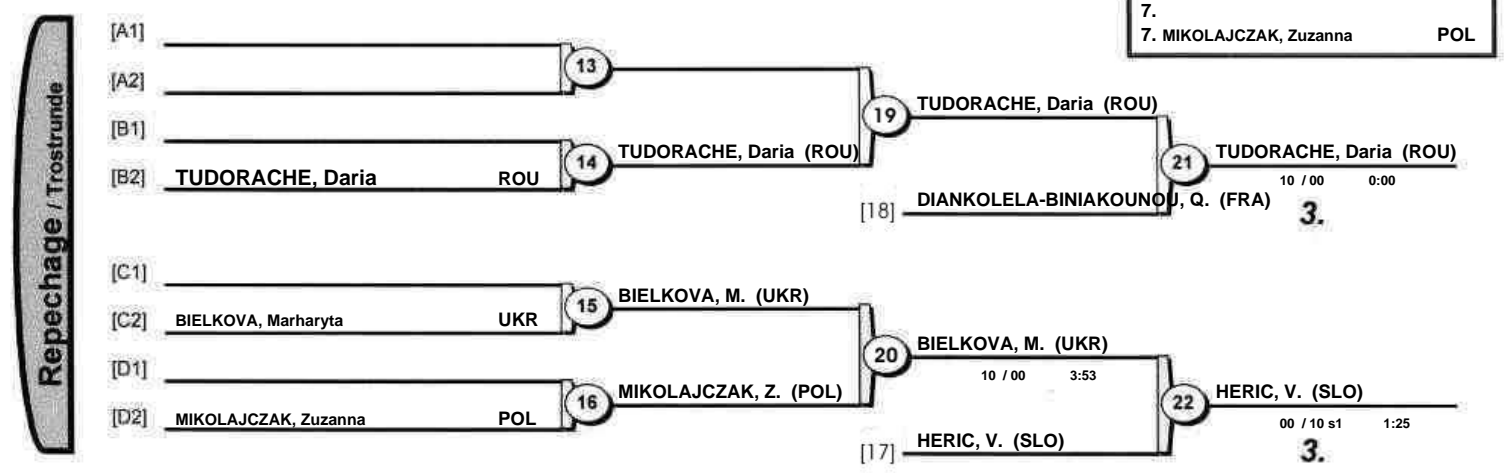 7.
7. MIKOLAJCZAK, Zuzanna POL
Repechage / Trostrunde
[A1]
13
[A2]
19 TUDORACHE, Daria (ROU)
[B1]
14 TUDORACHE, Daria (ROU)
21 TUDORACHE, Daria (ROU)
[B2] TUDORACHE, Daria ROU
10 / 00 0:00
[18] DIANKOLELA-BINIAKOUNOU, Q. (FRA)
3.
[C1]
15 BIELKOVA, M. (UKR)
[C2] BIELKOVA, Marharyta UKR
20 BIELKOVA, M. (UKR)
[D1]
10 / 00 3:53
16 MIKOLAJCZAK, Z. (POL)
22 HERIC, V. (SLO)
[D2] MIKOLAJCZAK, Zuzanna POL
00 / 10 s1 1:25
[17] HERIC, V. (SLO)
3.